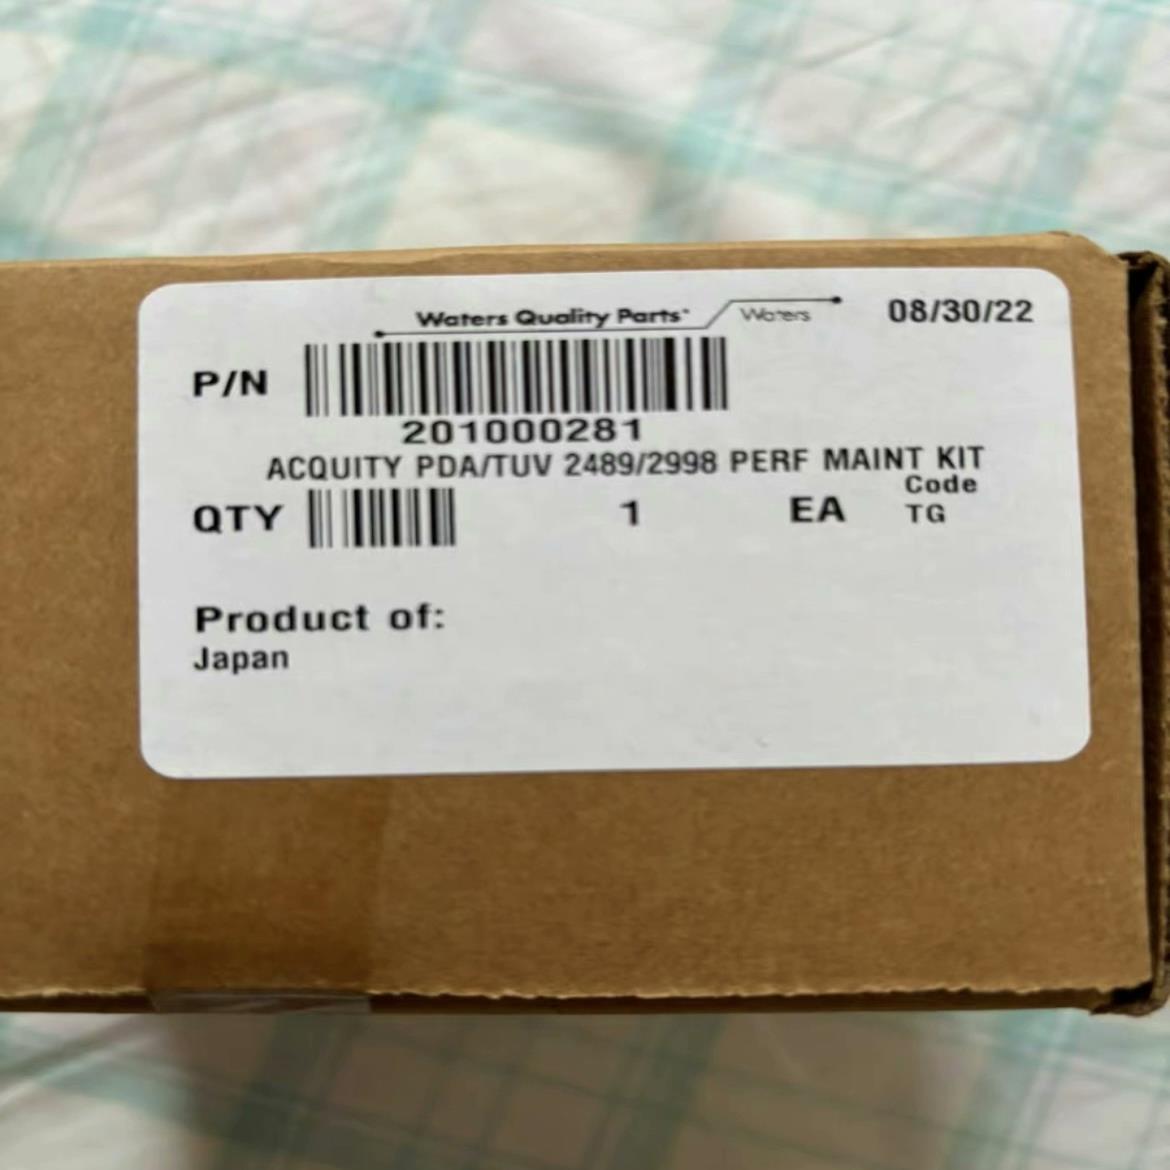 Waters Quality Parts Waters 08/30/22
P/N
201000281
ACQUITY PDA/TUV 2489/2998 PERF MAINT KIT
Code
QTY 1 EA TG
Product of:
Japan